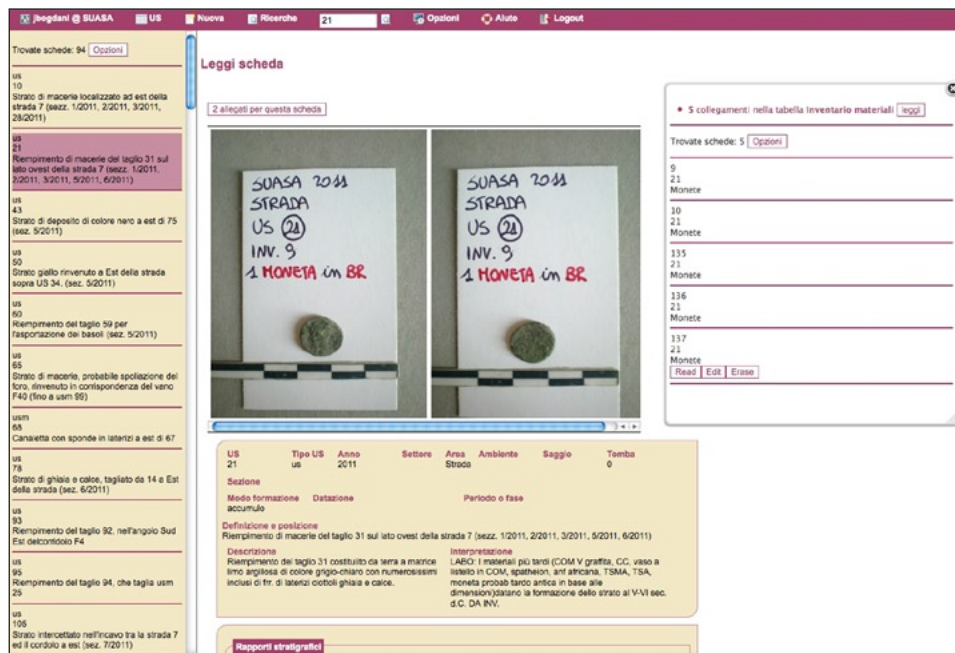 jbogdani @ SUASA US Nuova Ricerche 21 Opzioni Aiuto Logout
Trovate schede: 94 Opzioni
us
10
Strato di macerie localizzato ad est della
strada 7 (sezz. 1/2011, 2/2011, 3/2011,
28/2011)
us
21
Riempimento di macerie del taglio 31 sul
lato ovest della strada 7 (sezz. 1/2011,
2/2011, 3/2011, 5/2011, 6/2011)
us
43
Strato di deposito di colore nero a est di 75
(sez. 5/2011)
us
50
Strato giallo rinvenuto a Est della strada
sopra US 34. (sez. 5/2011)
us
60
Riempimento del taglio 59 per
l'asportazione dei basoli (sez. 5/2011)
us
65
Strato di macerie, probabile spoliazione del
foro, rinvenuto in corrispondenza del vano
F40 (fino a usm 99)
usm
68
Canaletta con sponde in laterizi a est di 67
us
78
Strato di ghiaia e calce, tagliato da 14 a Est
della strada (sez. 6/2011)
us
93
Riempimento del taglio 92, nell'angolo Sud
Est delcorridoio F4
us
95
Riempimento del taglio 94, che taglia usm
25
us
105
Strato intercettato nell'incavo tra la strada 7
ed il cordolo a est (sez. 7/2011)
Leggi scheda
2 allegati per questa scheda
SUASA 2011
STRADA
US 21
INV. 9
1 MONETA in BR
SUASA 2011
STRADA
US 21
INV. 9
1 MONETA in BR
US Tipo US Anno Settore Area Ambiente Saggio Tomba
21 us 2011 Strada 0
Sezione
Modo formazione Datazione Periodo o fase
accumulo
Definizione e posizione
Riempimento di macerie del taglio 31 sul lato ovest della strada 7 (sezz. 1/2011, 2/2011, 3/2011, 5/2011, 6/2011)
Descrizione
Riempimento del taglio 31 costituito da terra a matrice
limo argillosa di colore grigio-chiaro con numerosissimi
inclusi di frr. di laterizi ciottoli ghiaia e calce.
Interpretazione
LABO: I materiali più tardi (COM V graffita, CC, vaso a
listello in COM, spatheion, anf africana, TSMA, TSA,
moneta probab tardo antica in base alle
dimensioni)datano la formazione dello strato al V-VI sec.
d.C. DA INV.
Rapporti stratigrafici
5 collegamenti nella tabella Inventario materiali leggi
Trovate schede: 5 Opzioni
9
21
Monete
10
21
Monete
135
21
Monete
136
21
Monete
137
21
Monete
Read Edit Erase